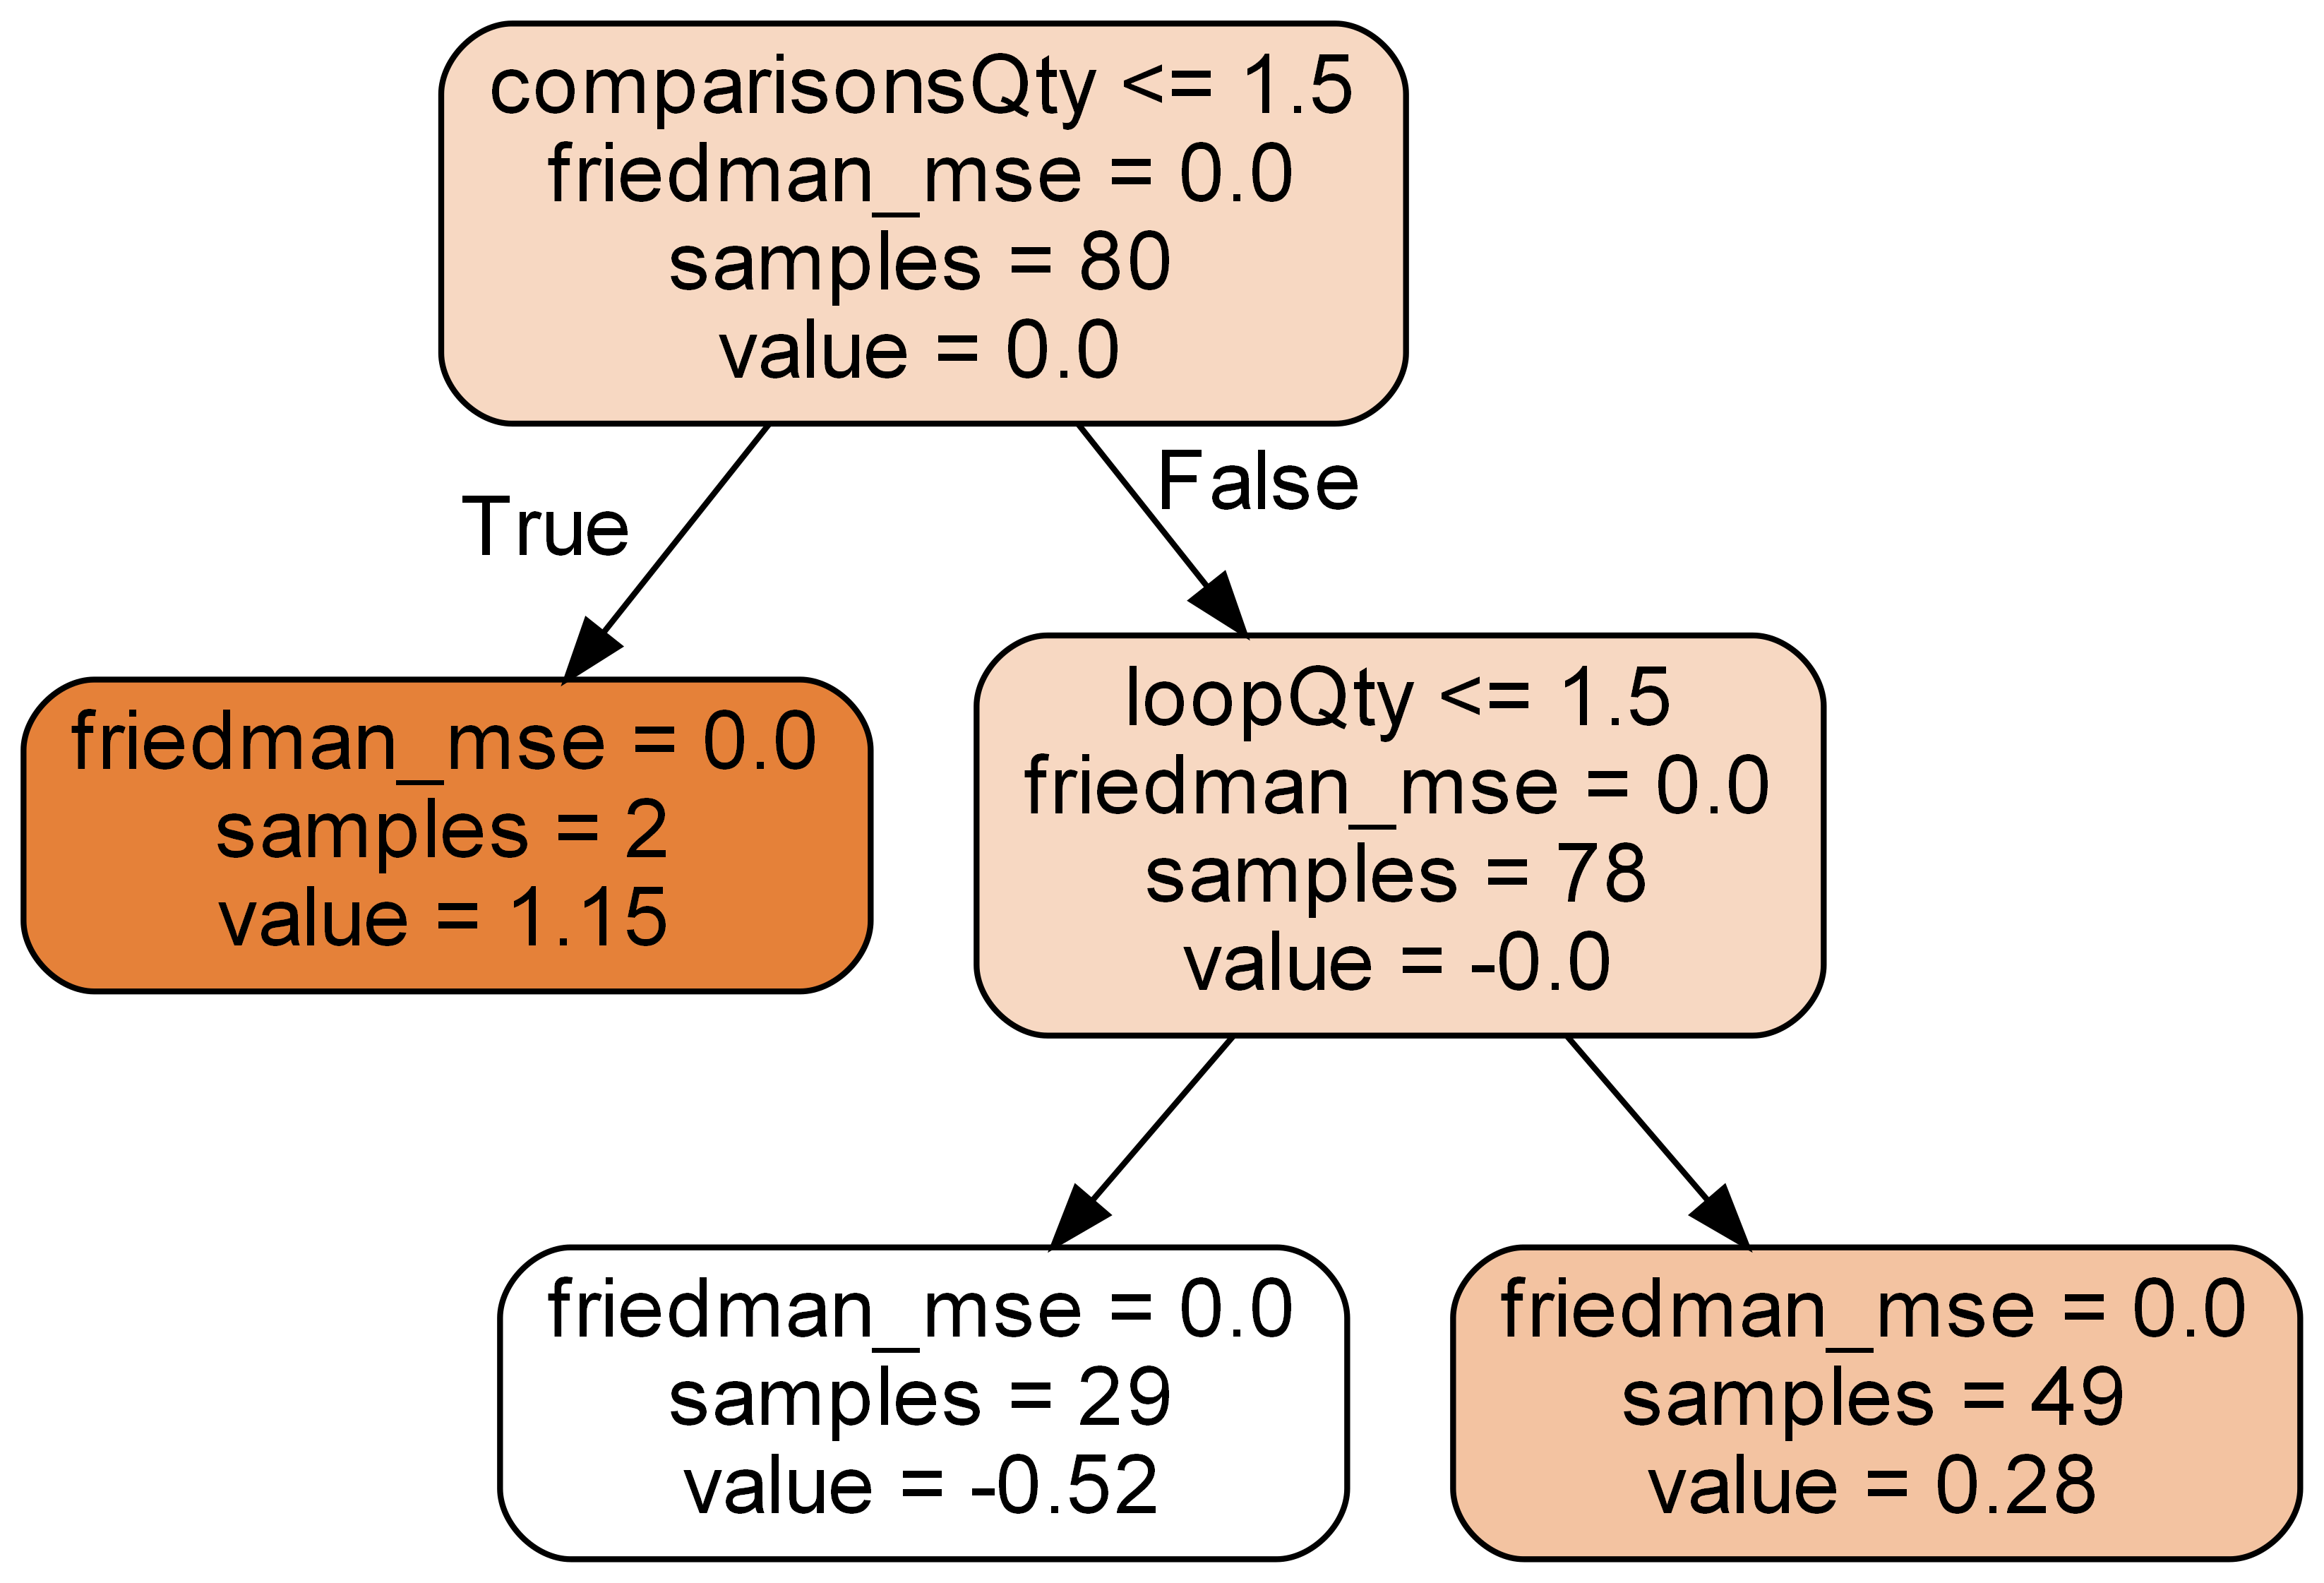 comparisonsQty <= 1.5
friedman_mse = 0.0
samples = 80
value = 0.0
True
False
friedman_mse = 0.0
samples = 2
value = 1.15
loopQty <= 1.5
friedman_mse = 0.0
samples = 78
value = -0.0
friedman_mse = 0.0
samples = 29
value = -0.52
friedman_mse = 0.0
samples = 49
value = 0.28